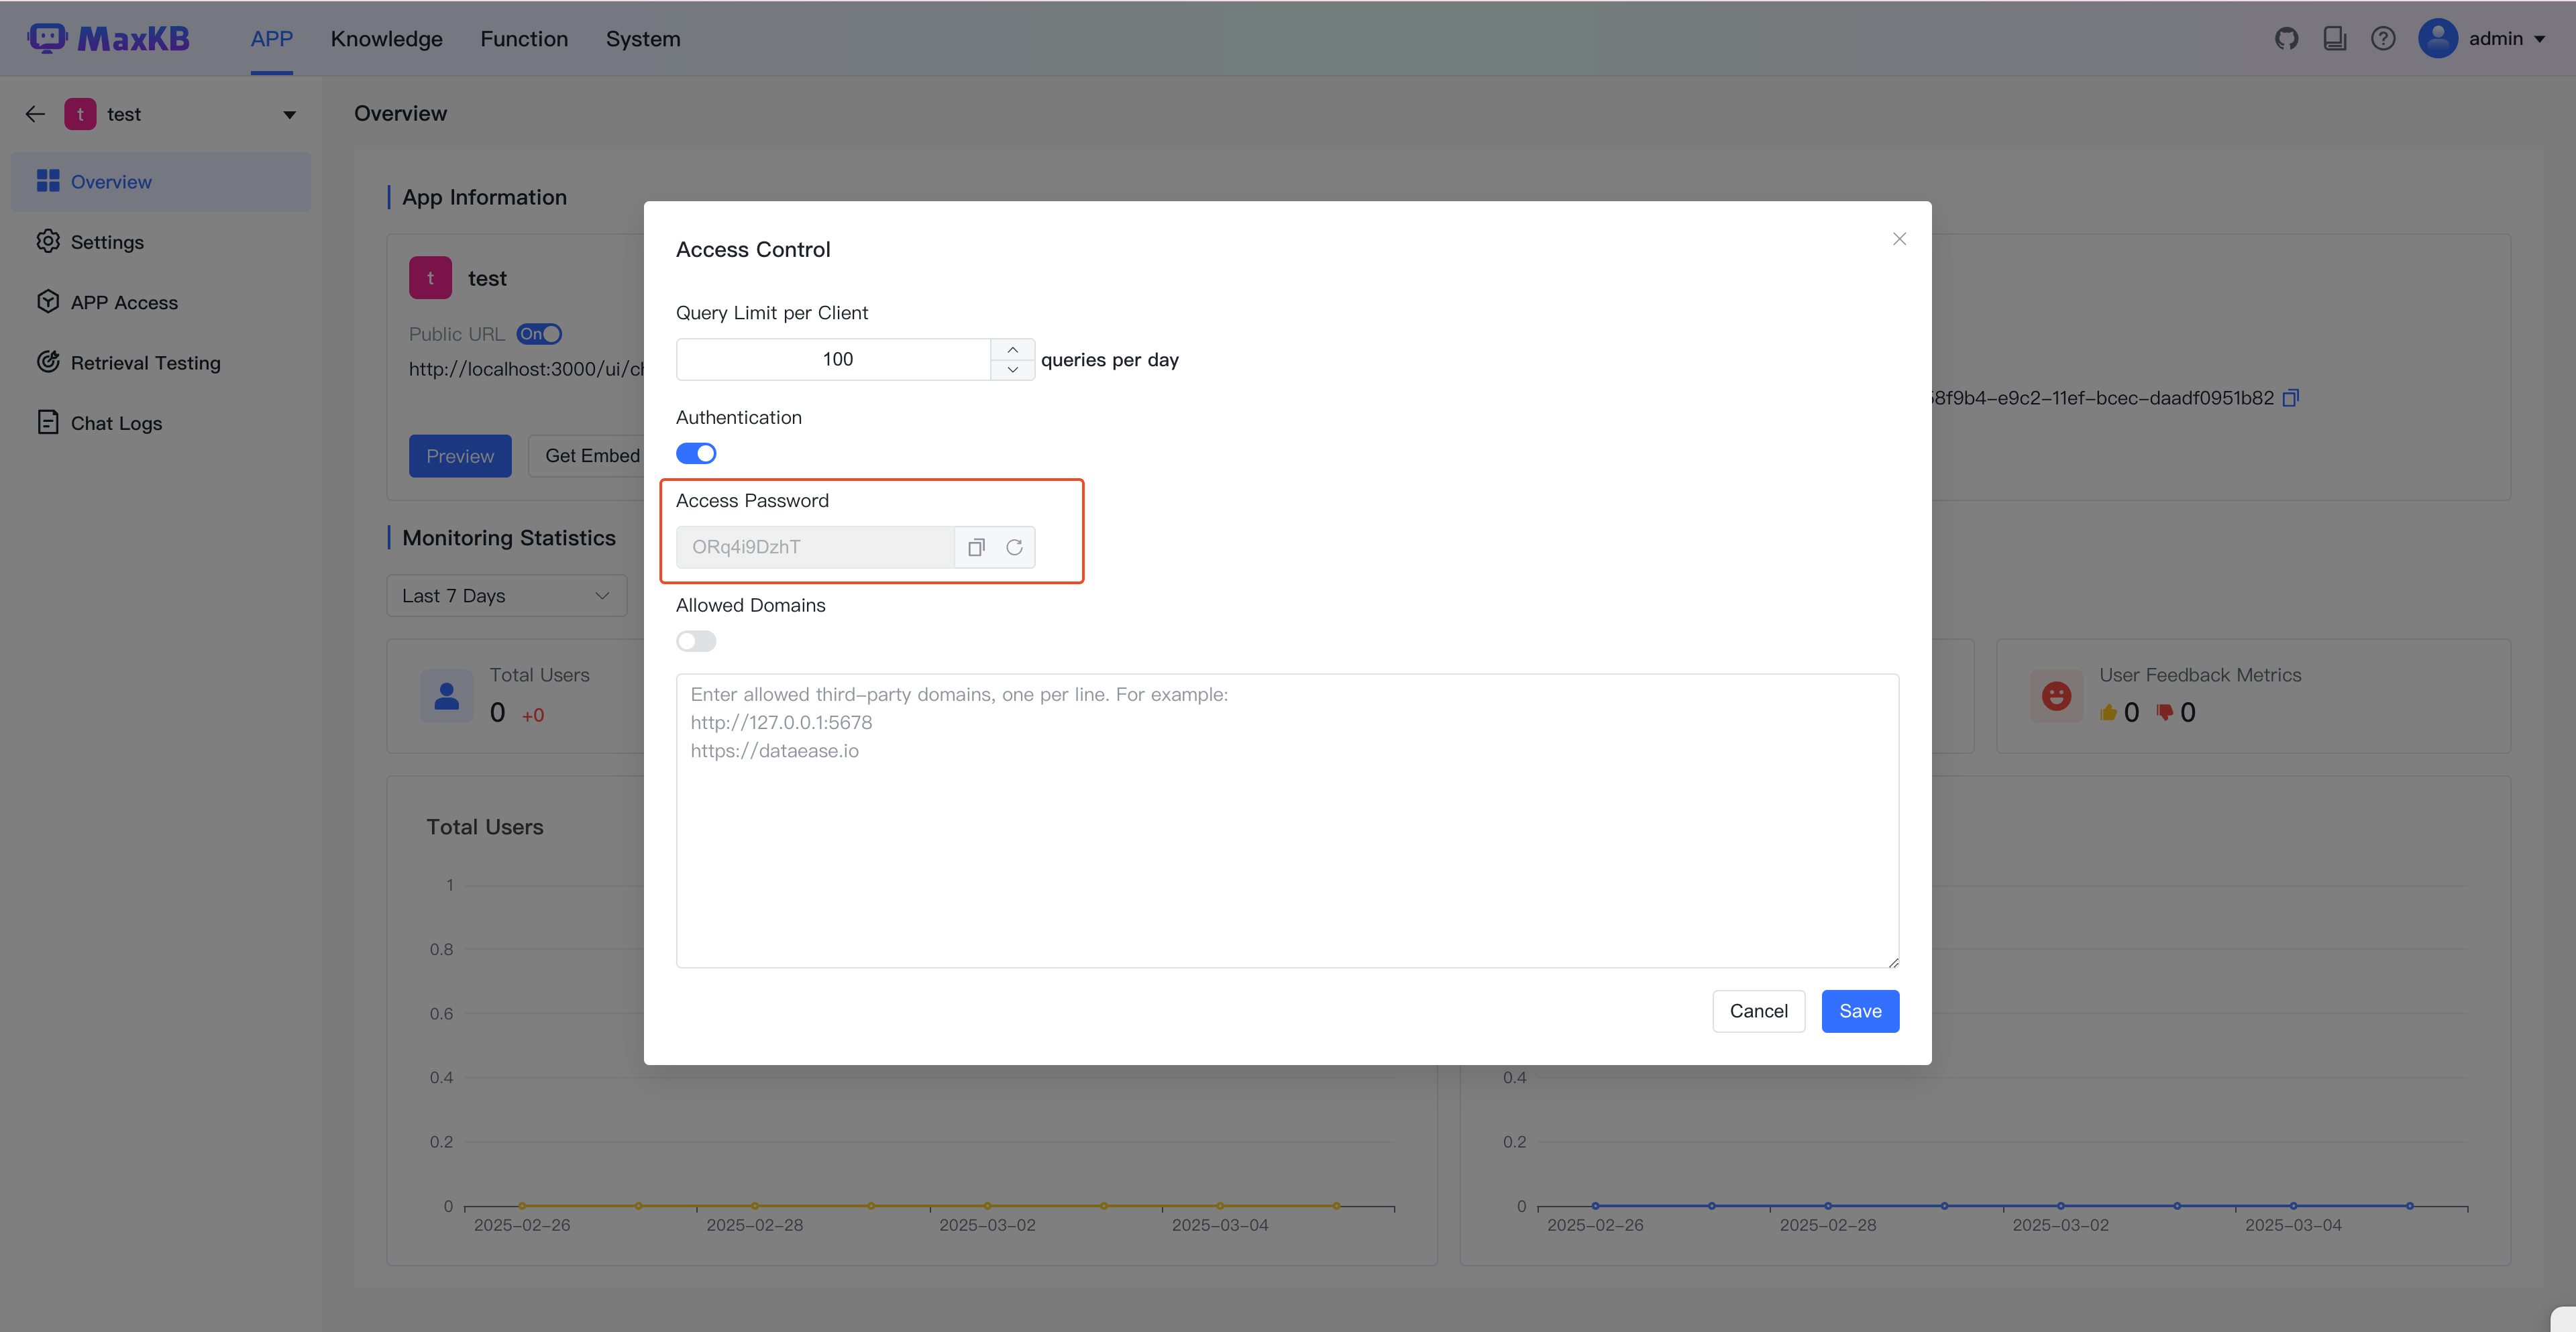 MaxKB
APP
Knowledge
Function
System
admin
t
test
Overview
Settings
APP Access
Retrieval Testing
Chat Logs
Overview
App Information
t
test
Public URL
On
http://localhost:3000/ui/ch
Preview
Get Embed
58f9b4-e9c2-11ef-bcec-daadf0951b82
Monitoring Statistics
Last 7 Days
Total Users
0 +0
User Feedback Metrics
0 0
Access Control
Query Limit per Client
100
queries per day
Authentication
Access Password
ORq4i9DzhT
Allowed Domains
Enter allowed third-party domains, one per line. For example:
http://127.0.0.1:5678
https://dataease.io
Cancel
Save
Total Users
1
0.8
0.6
0.4
0.2
0
2025-02-26
2025-02-28
2025-03-02
2025-03-04
0.4
0.2
0
2025-02-26
2025-02-28
2025-03-02
2025-03-04